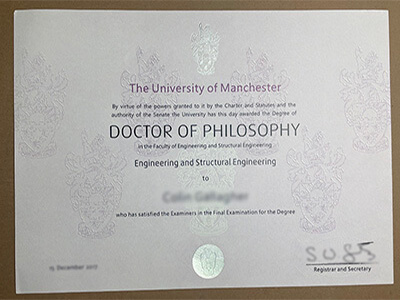 The University of Manchester
By virtue of the powers granted to it by the Charter and Statutes and the
authority of the Senate the University has this day awarded the Degree of
DOCTOR OF PHILOSOPHY
in the Faculty of Engineering and Structural Engineering
Engineering and Structural Engineering
to
who has satisfied the Examiners in the Final Examination for the Degree
Registrar and Secretary